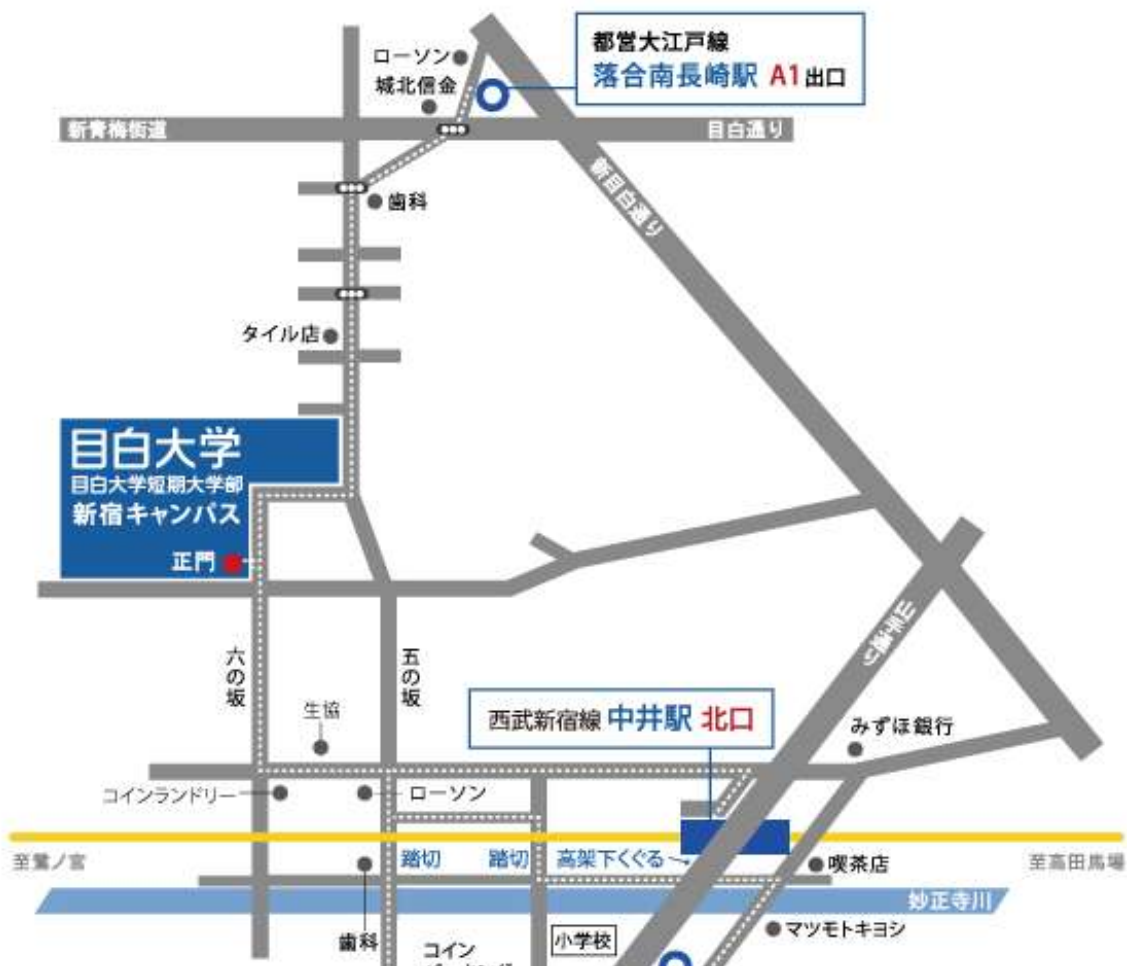 都営大江戸線
落合南長崎駅 A1出口
ローソン
城北信金
新青梅街道
目白通り
新目白通り
歯科
タイル店
目白大学
目白大学短期大学部
新宿キャンパス
正門
山手通り
六の坂
五の坂
生協
西武新宿線 中井駅 北口
みずほ銀行
コインランドリー
ローソン
至鷺ノ宮
踏切
踏切
高架下くぐる→
喫茶店
至高田馬場
妙正寺川
歯科
コイン
小学校
マツモトキヨシ